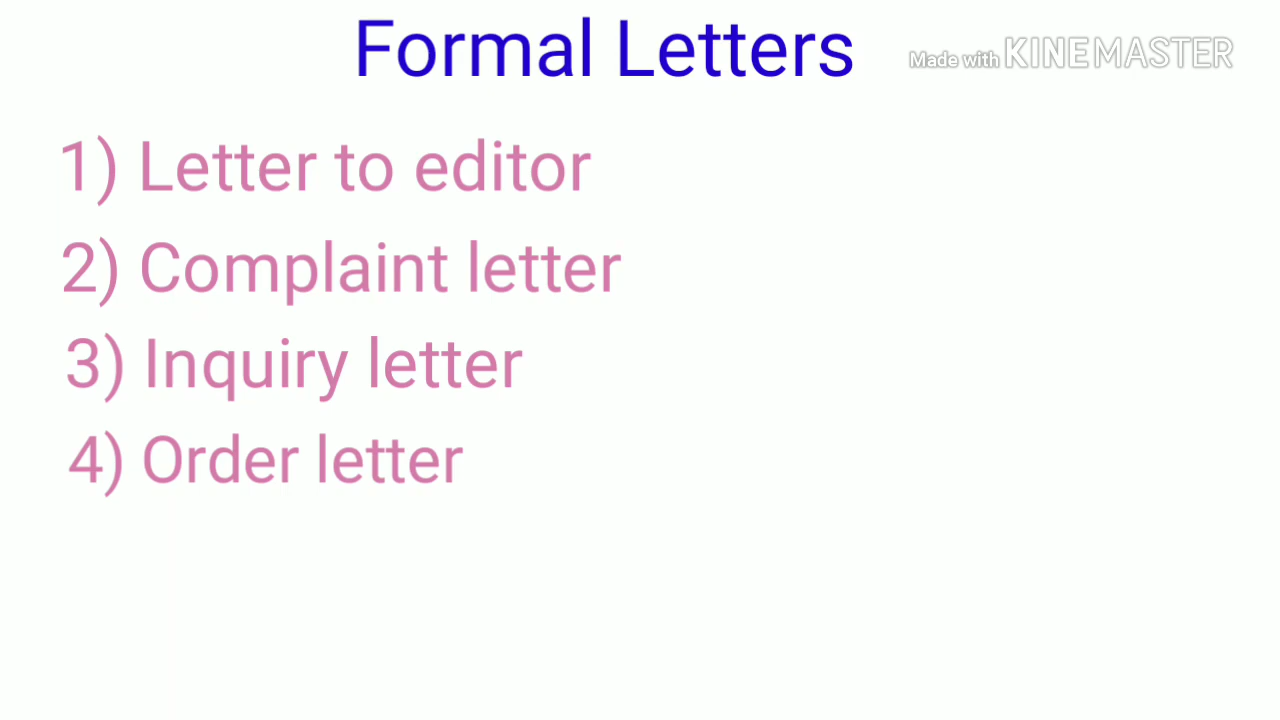 Formal Letters
Made with KINEMASTER
1) Letter to editor
2) Complaint letter
3) Inquiry letter
4) Order letter